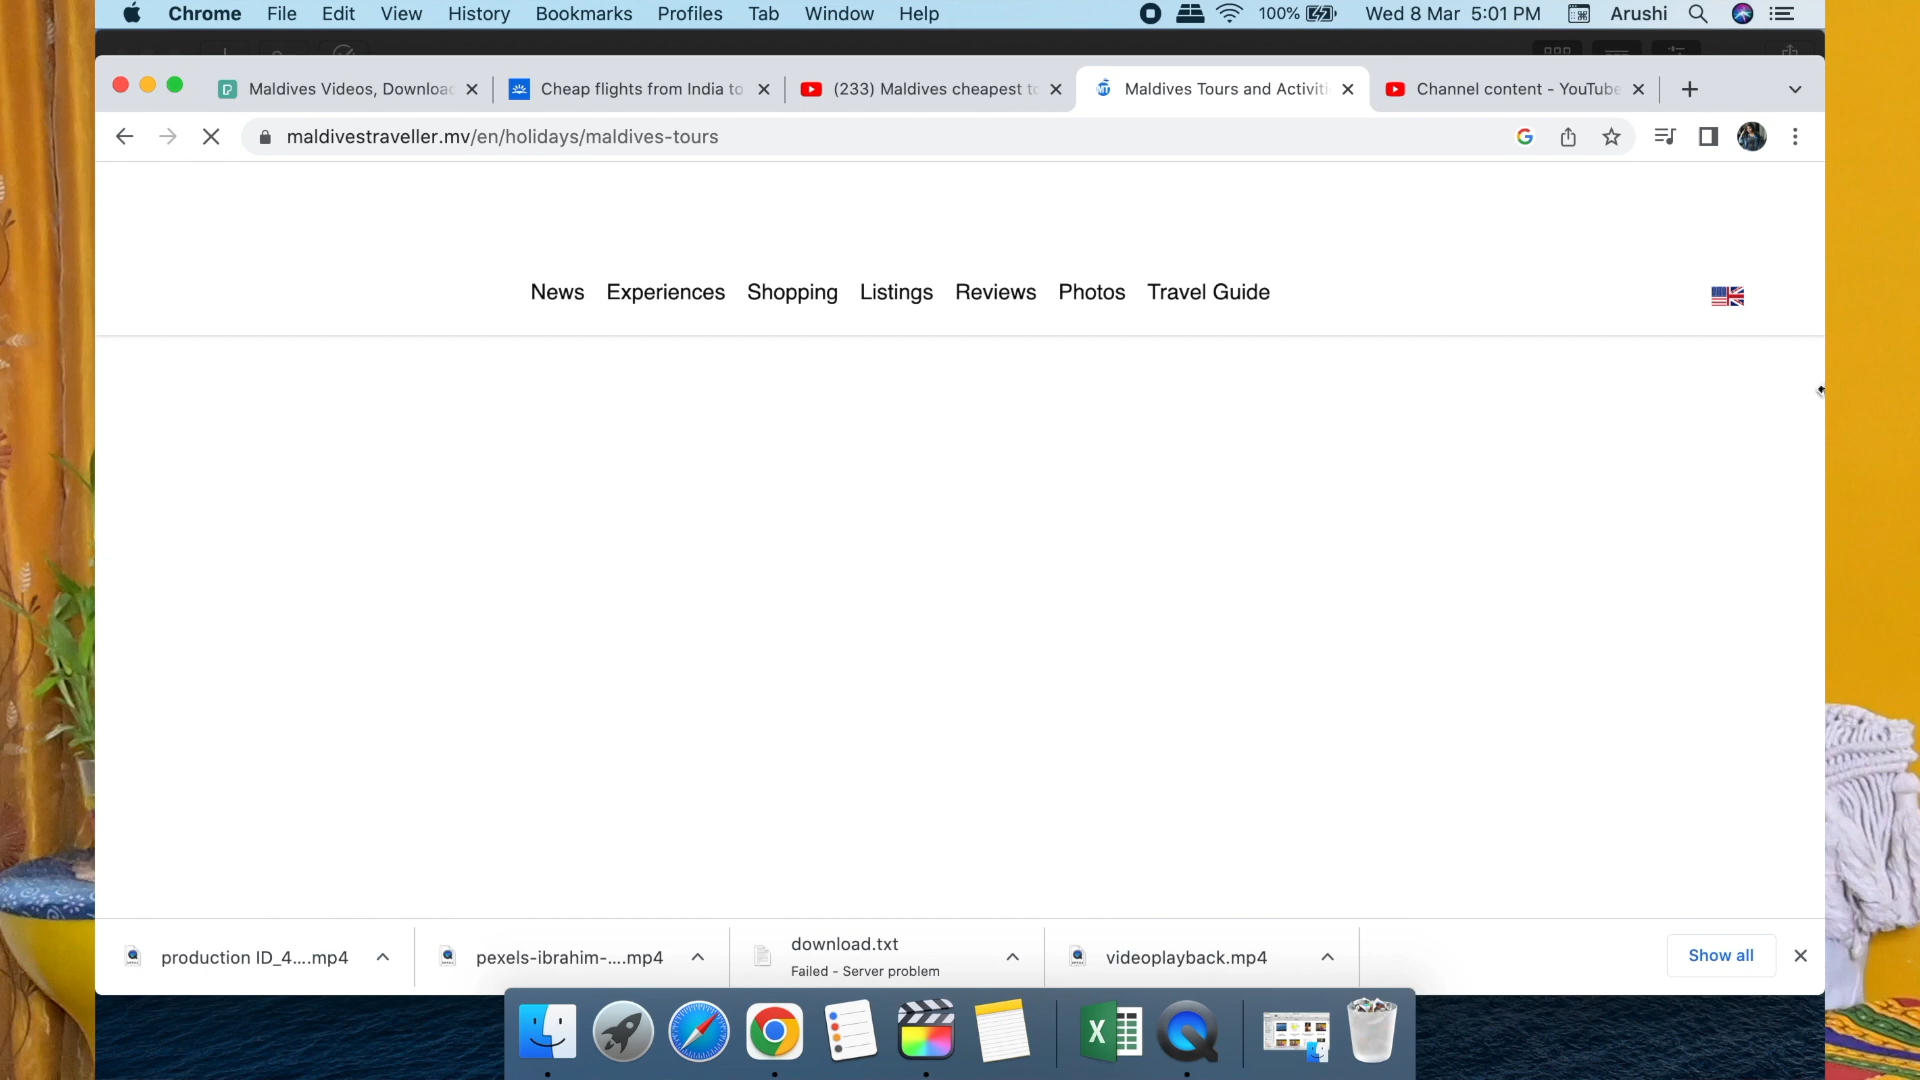 Chrome File Edit View History Bookmarks Profiles Tab Window Help 100% Wed 8 Mar 5:01 PM Arushi
Maldives Videos, Downloa Cheap flights from India to (233) Maldives cheapest to Maldives Tours and Activiti Channel content - YouTube
maldivestraveller.mv/en/holidays/maldives-tours
News Experiences Shopping Listings Reviews Photos Travel Guide
production ID_4....mp4 pexels-ibrahim-....mp4 download.txt videoplayback.mp4 Show all
Failed - Server problem